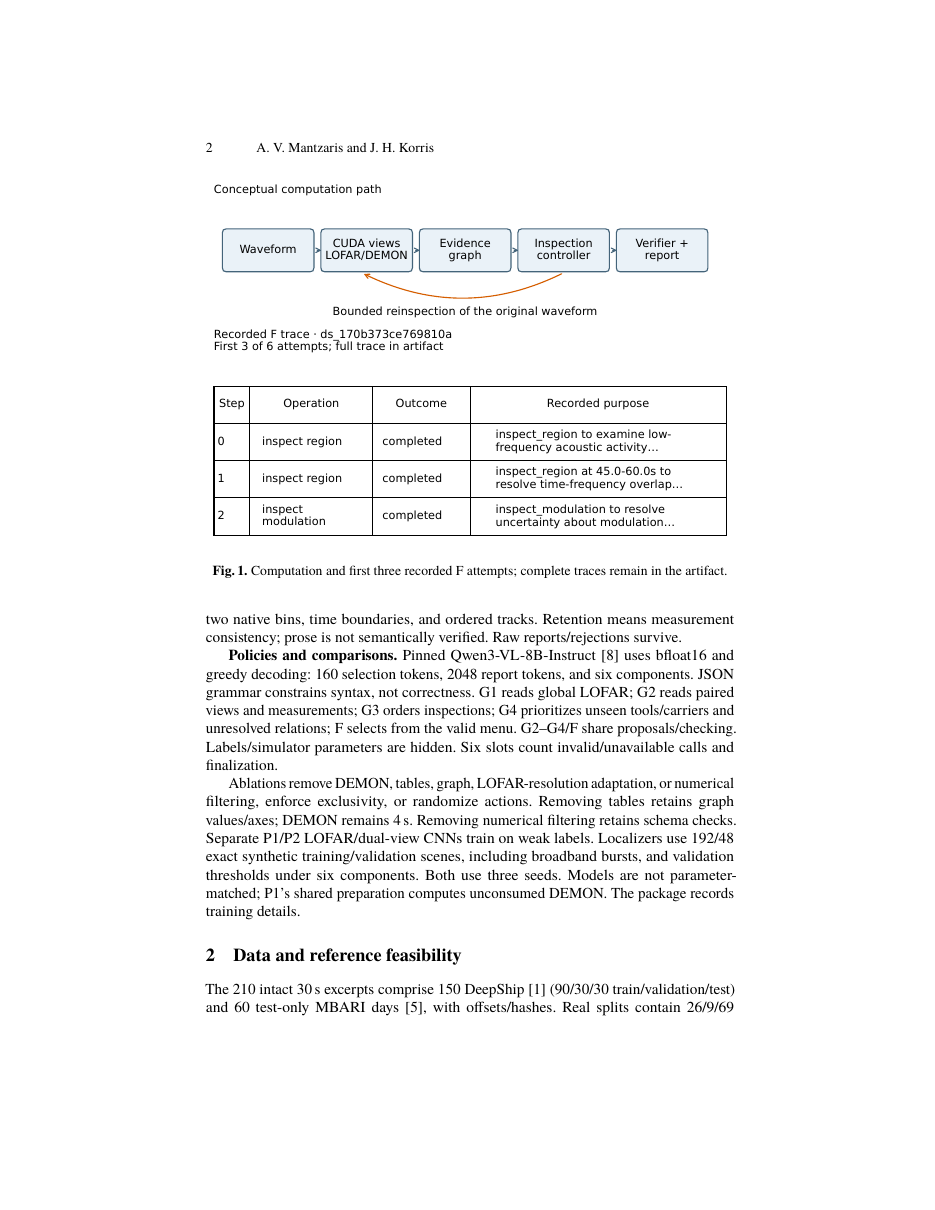 2 A. V. Mantzaris and J. H. Korris
Conceptual computation path
Waveform
CUDA views
LOFAR/DEMON
Evidence
graph
Inspection
controller
Verifier +
report
Bounded reinspection of the original waveform
Recorded F trace · ds_170b373ce769810a
First 3 of 6 attempts; full trace in artifact
Step Operation Outcome Recorded purpose
0 inspect region completed inspect_region to examine low-
frequency acoustic activity…
1 inspect region completed inspect_region at 45.0-60.0s to
resolve time-frequency overlap…
2 inspect
modulation completed inspect_modulation to resolve
uncertainty about modulation…
Fig. 1. Computation and first three recorded F attempts; complete traces remain in the artifact.
two native bins, time boundaries, and ordered tracks. Retention means measurement
consistency; prose is not semantically verified. Raw reports/rejections survive.
Policies and comparisons. Pinned Qwen3-VL-8B-Instruct [8] uses bfloat16 and
greedy decoding: 160 selection tokens, 2048 report tokens, and six components. JSON
grammar constrains syntax, not correctness. G1 reads global LOFAR; G2 reads paired
views and measurements; G3 orders inspections; G4 prioritizes unseen tools/carriers and
unresolved relations; F selects from the valid menu. G2–G4/F share proposals/checking.
Labels/simulator parameters are hidden. Six slots count invalid/unavailable calls and
finalization.
Ablations remove DEMON, tables, graph, LOFAR-resolution adaptation, or numerical
filtering, enforce exclusivity, or randomize actions. Removing tables retains graph
values/axes; DEMON remains 4 s. Removing numerical filtering retains schema checks.
Separate P1/P2 LOFAR/dual-view CNNs train on weak labels. Localizers use 192/48
exact synthetic training/validation scenes, including broadband bursts, and validation
thresholds under six components. Both use three seeds. Models are not parameter-
matched; P1's shared preparation computes unconsumed DEMON. The package records
training details.
2 Data and reference feasibility
The 210 intact 30 s excerpts comprise 150 DeepShip [1] (90/30/30 train/validation/test)
and 60 test-only MBARI days [5], with offsets/hashes. Real splits contain 26/9/69